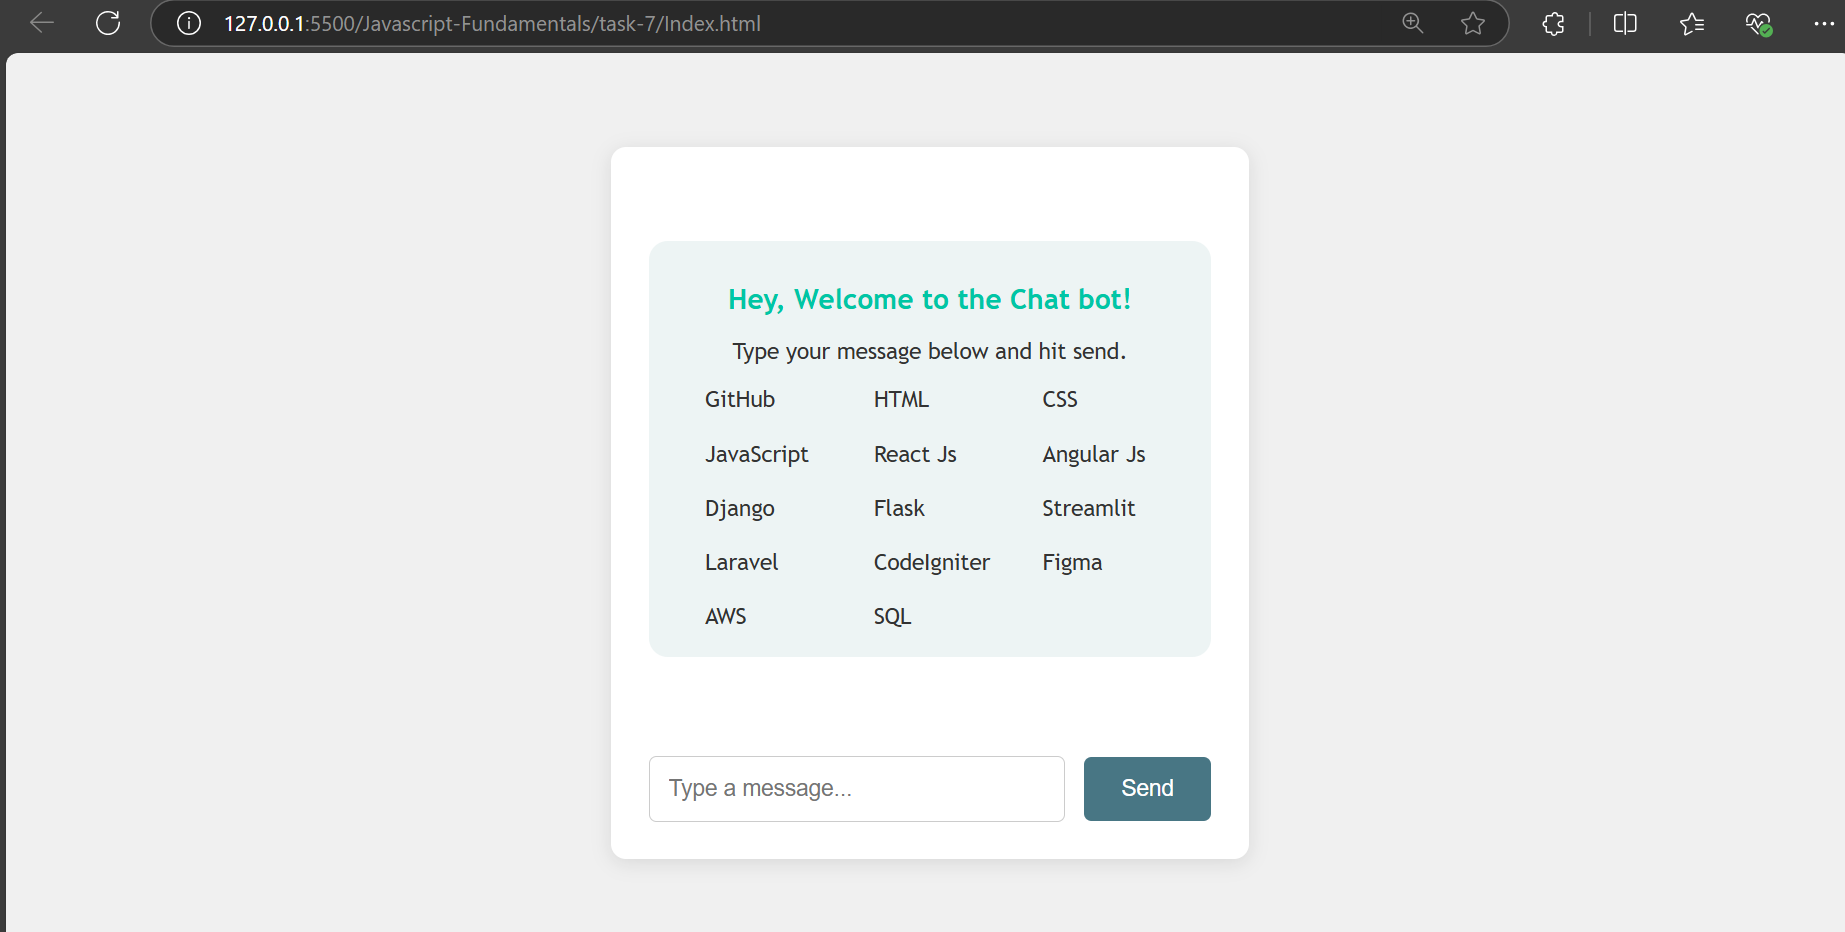 127.0.0.1:5500/Javascript-Fundamentals/task-7/Index.html
Hey, Welcome to the Chat bot!
Type your message below and hit send.
GitHub HTML CSS
JavaScript React Js Angular Js
Django Flask Streamlit
Laravel CodeIgniter Figma
AWS SQL
Type a message... Send